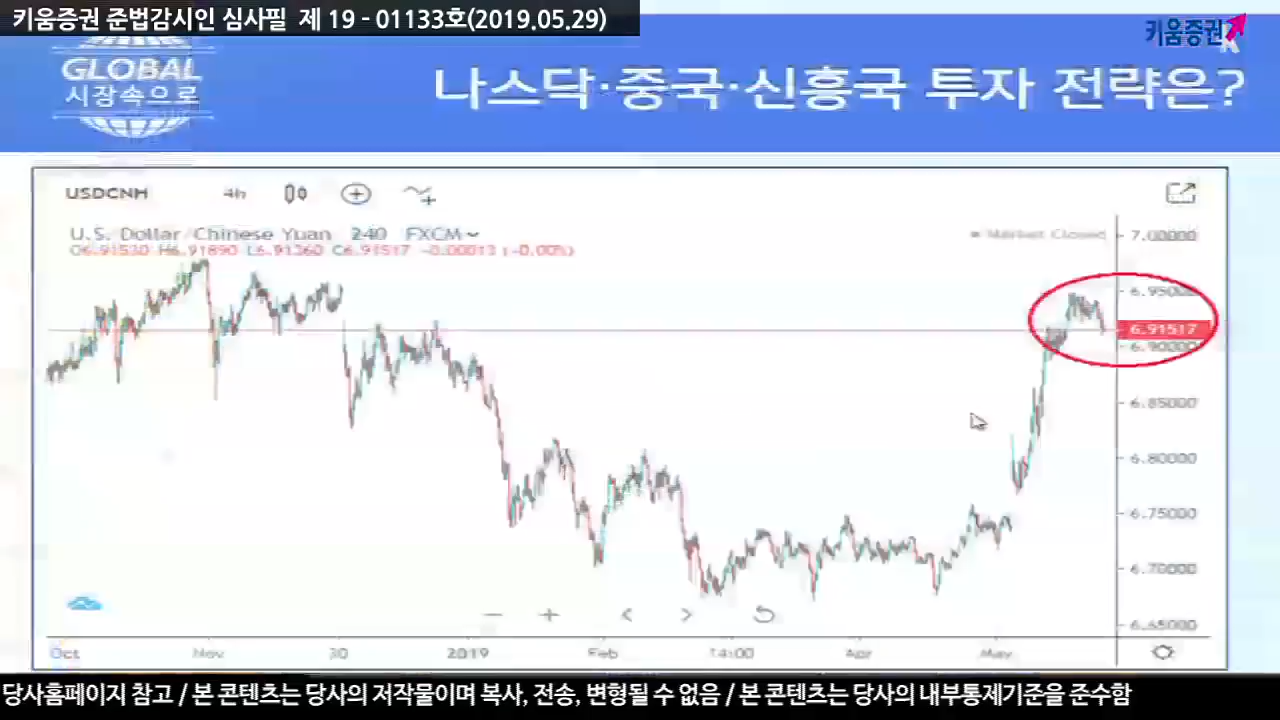 키움증권 준법감시인 심사필 제 19 - 01133호(2019.05.29)
키움증권
GLOBAL
시장속으로
나스닥·중국·신흥국 투자 전략은?
USDCNH 4h
U.S. Dollar/Chinese Yuan 240 FXCM
Market Closed
O6.91530 H6.91890 L6.91360 C6.91517 -0.00013 (-0.00%)
7.00000
6.95000
6.91517
6.90000
6.85000
6.80000
6.75000
6.70000
6.65000
Oct Nov 30 2019 Feb 14:00 Apr May
당사홈페이지 참고 / 본 콘텐츠는 당사의 저작물이며 복사, 전송, 변형될 수 없음 / 본 콘텐츠는 당사의 내부통제기준을 준수함